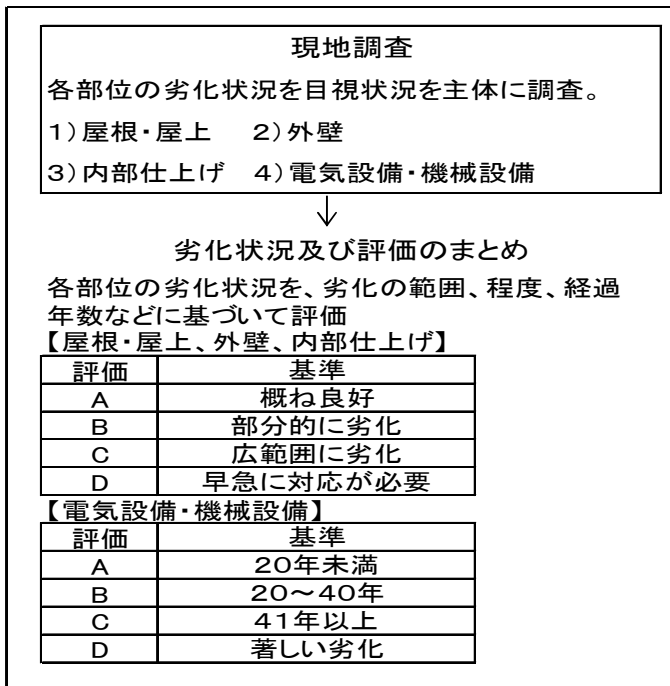 現地調査
各部位の劣化状況を目視状況を主体に調査。
1)屋根・屋上　2)外壁
3)内部仕上げ　4)電気設備・機械設備
↓
劣化状況及び評価のまとめ
各部位の劣化状況を、劣化の範囲、程度、経過
年数などに基づいて評価
【屋根・屋上、外壁、内部仕上げ】
評価　基準
A　概ね良好
B　部分的に劣化
C　広範囲に劣化
D　早急に対応が必要
【電気設備・機械設備】
評価　基準
A　20年未満
B　20～40年
C　41年以上
D　著しい劣化